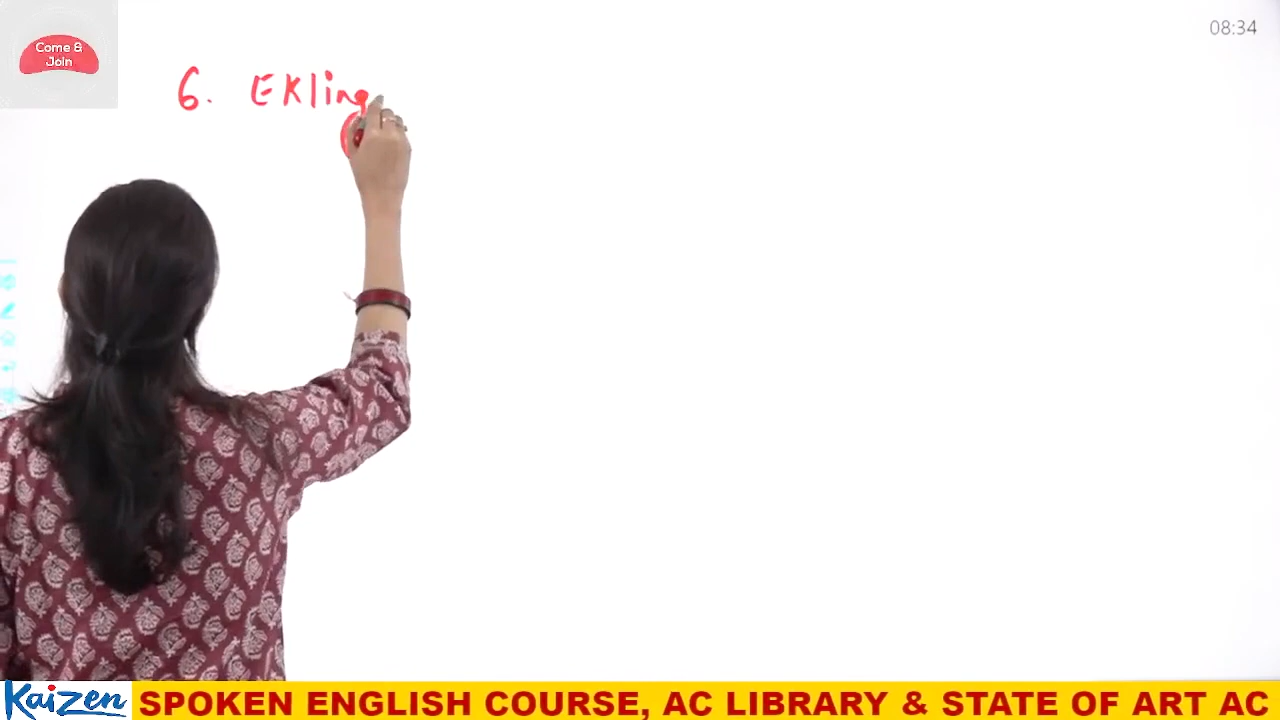 Come &
Join
08:34
6. Ekling
Kaizen SPOKEN ENGLISH COURSE, AC LIBRARY & STATE OF ART AC